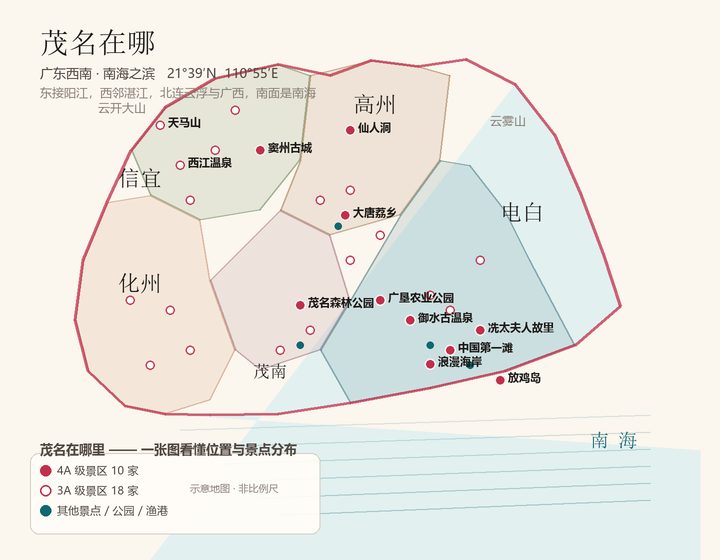 茂名在哪
广东西南 · 南海之滨 21°39′N 110°55′E
东接阳江，西邻湛江，北连云浮与广西，南面是南海
云开大山
高州
天马山
仙人洞
云雾山
窦州古城
西江温泉
信宜
大唐荔乡
电白
化州
茂名森林公园
广垦农业公园
御水古温泉
冼太夫人故里
中国第一滩
浪漫海岸
茂南
放鸡岛
南 海
茂名在哪里 —— 一张图看懂位置与景点分布
4A 级景区 10 家
3A 级景区 18 家
示意地图 · 非比例尺
其他景点 / 公园 / 渔港